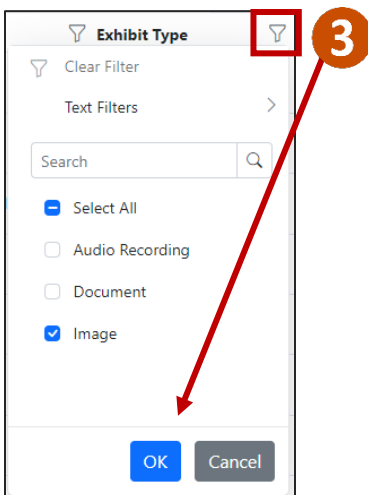 Exhibit Type
3
Clear Filter
Text Filters
Search
Select All
Audio Recording
Document
Image
OK Cancel